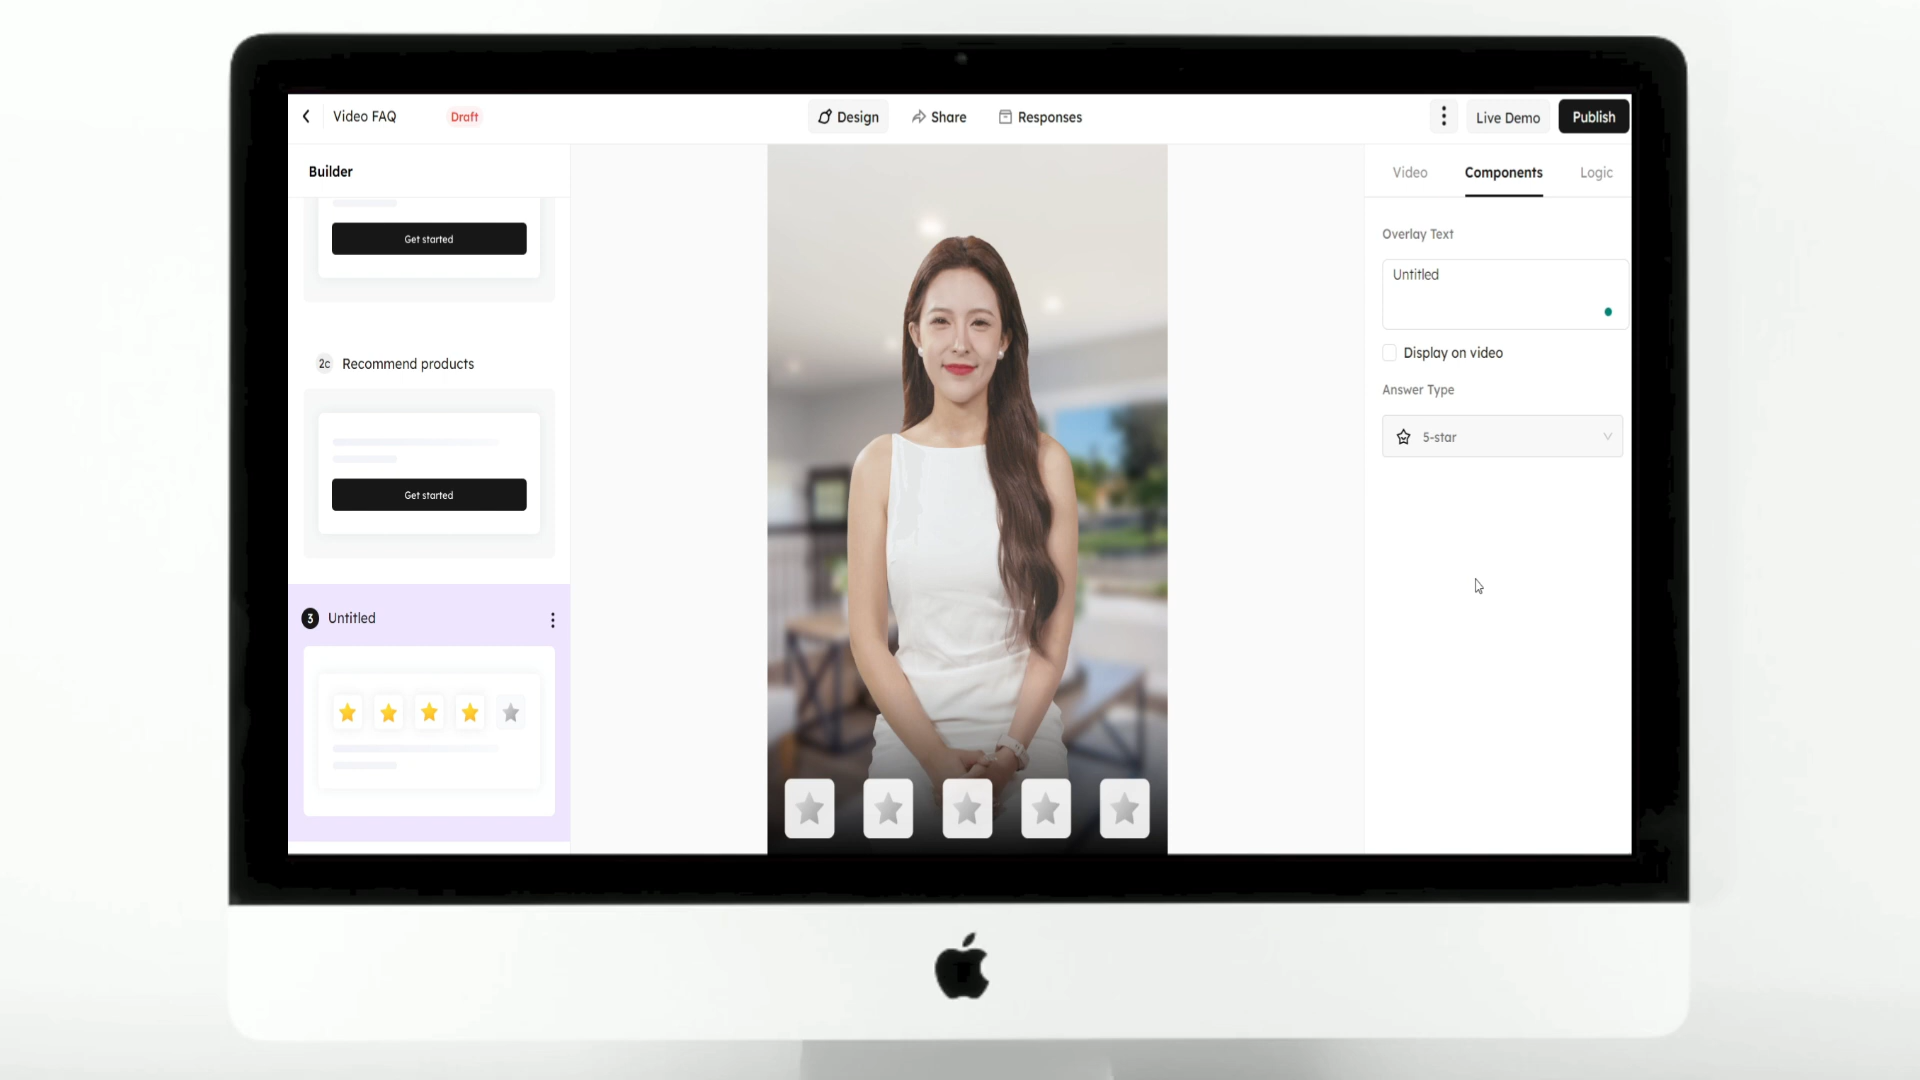 Video FAQ
Draft
Design
Share
Responses
Live Demo
Publish
Builder
Get started
2c Recommend products
Get started
3 Untitled
Video
Components
Logic
Overlay Text
Untitled
Display on video
Answer Type
5-star